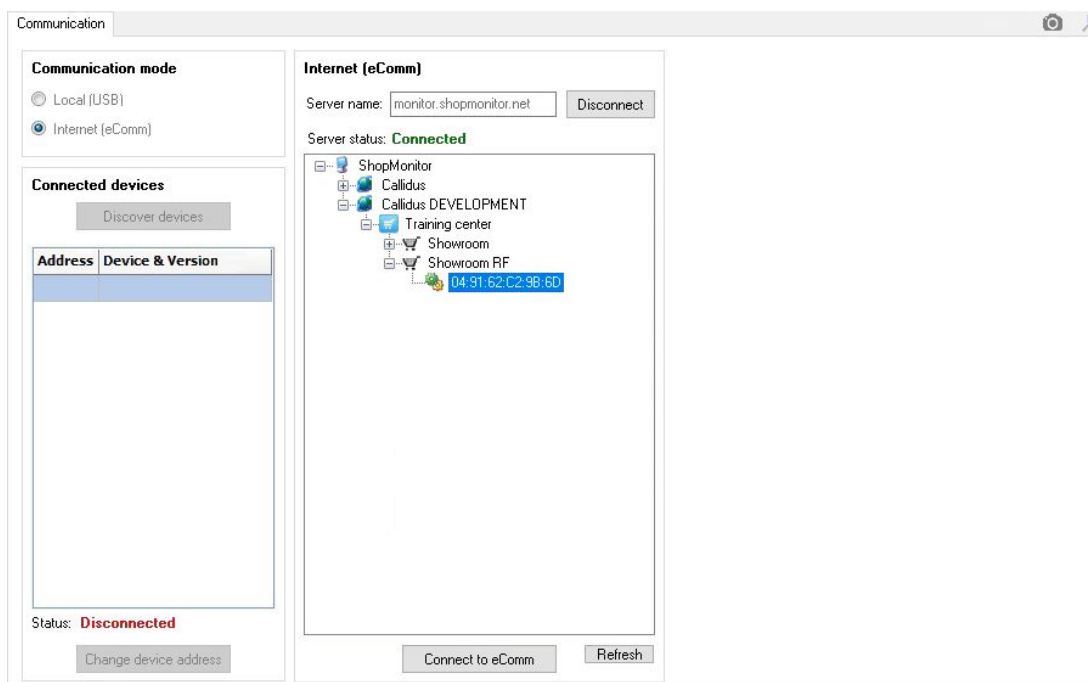 Communication
Communication mode
Local (USB)
Internet (eComm)
Connected devices
Discover devices
Address Device & Version
Status: Disconnected
Change device address
Internet (eComm)
Server name: monitor.shopmonitor.net Disconnect
Server status: Connected
ShopMonitor
Callidus
Callidus DEVELOPMENT
Training center
Showroom
Showroom RF
04:91:62:C2:9B:6D
Connect to eComm Refresh